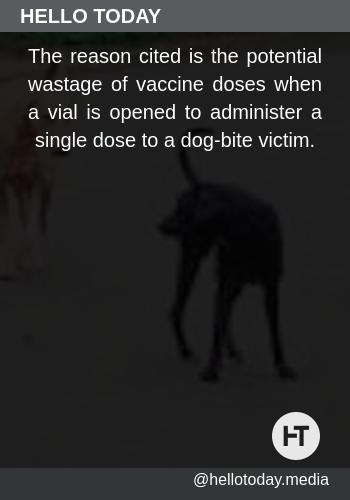 HELLO TODAY
The reason cited is the potential
wastage of vaccine doses when
a vial is opened to administer a
single dose to a dog-bite victim.
HT
@hellotoday.media